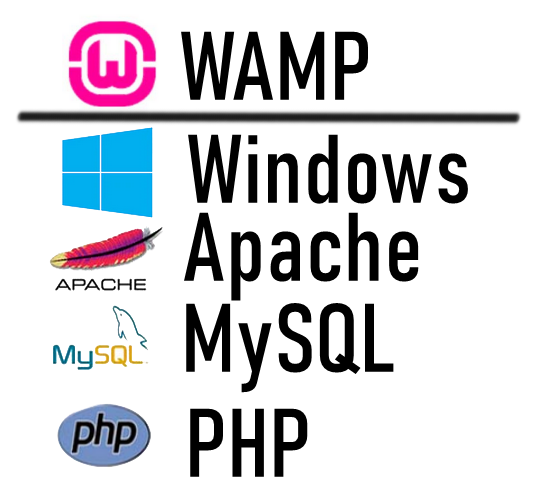 W WAMP
Windows
Apache
APACHE
MySQL MySQL
php PHP